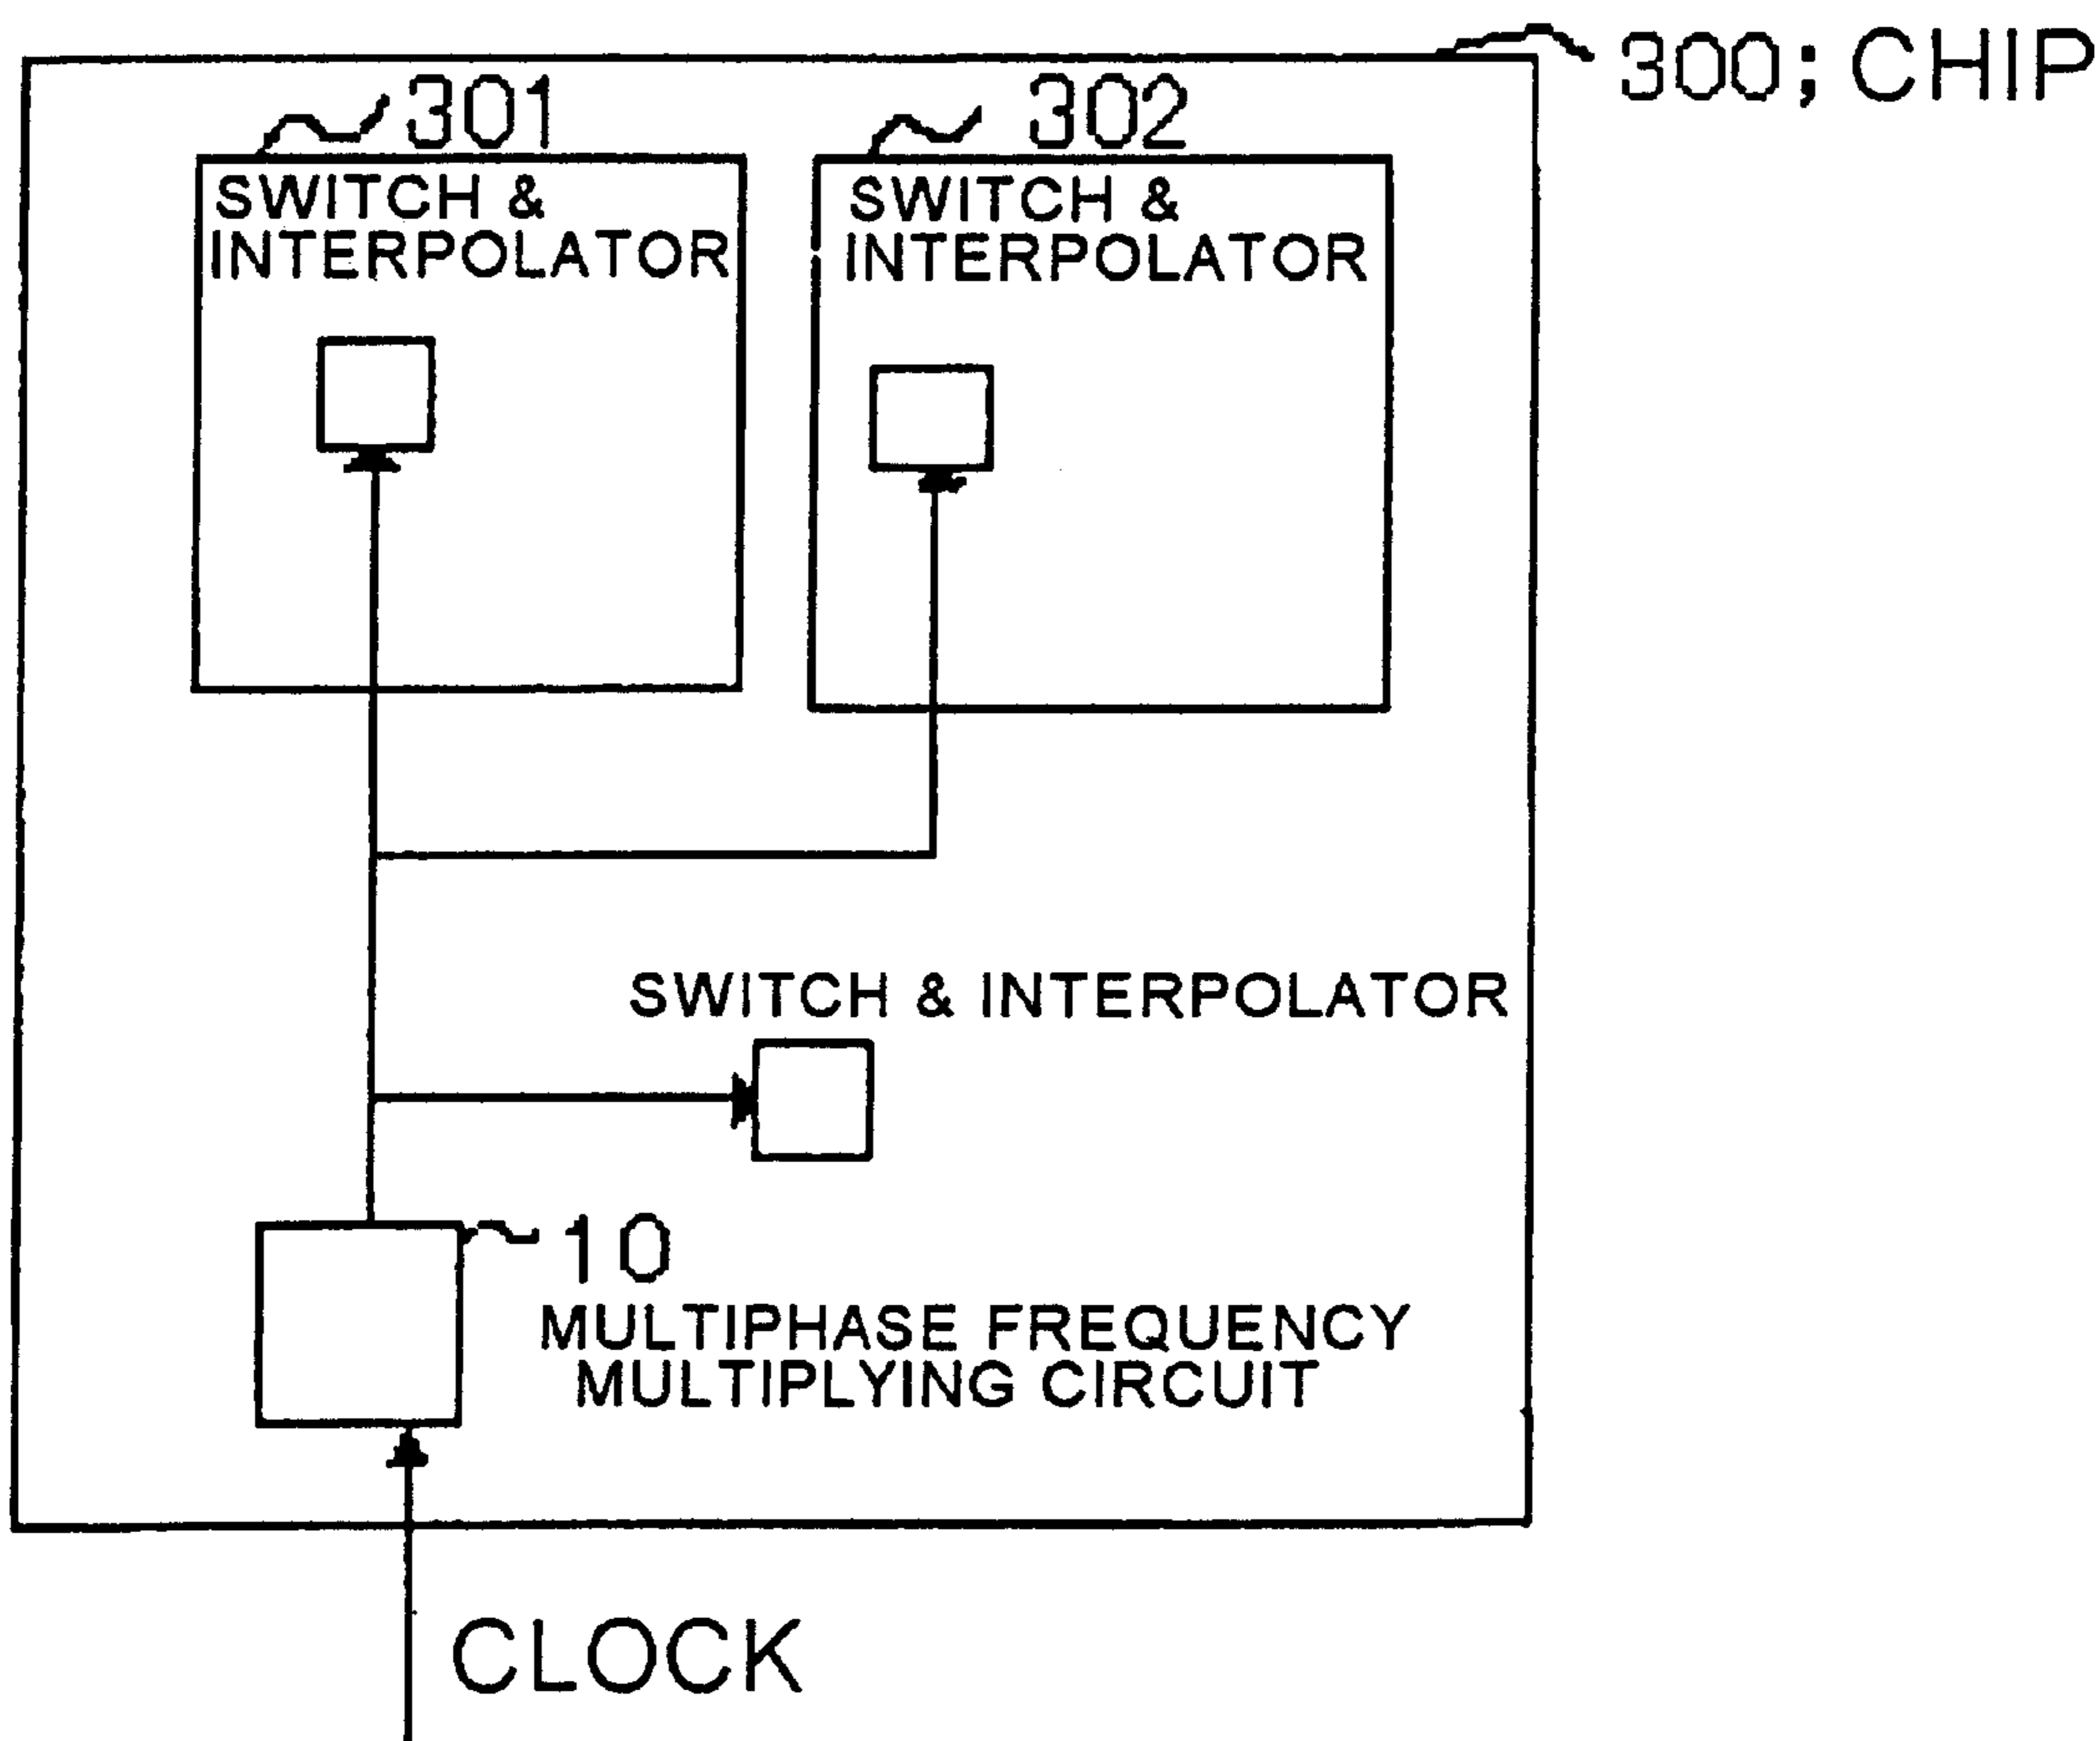 300; CHIP
301
302
SWITCH &
INTERPOLATOR
SWITCH &
INTERPOLATOR
SWITCH & INTERPOLATOR
10
MULTIPHASE FREQUENCY
MULTIPLYING CIRCUIT
CLOCK